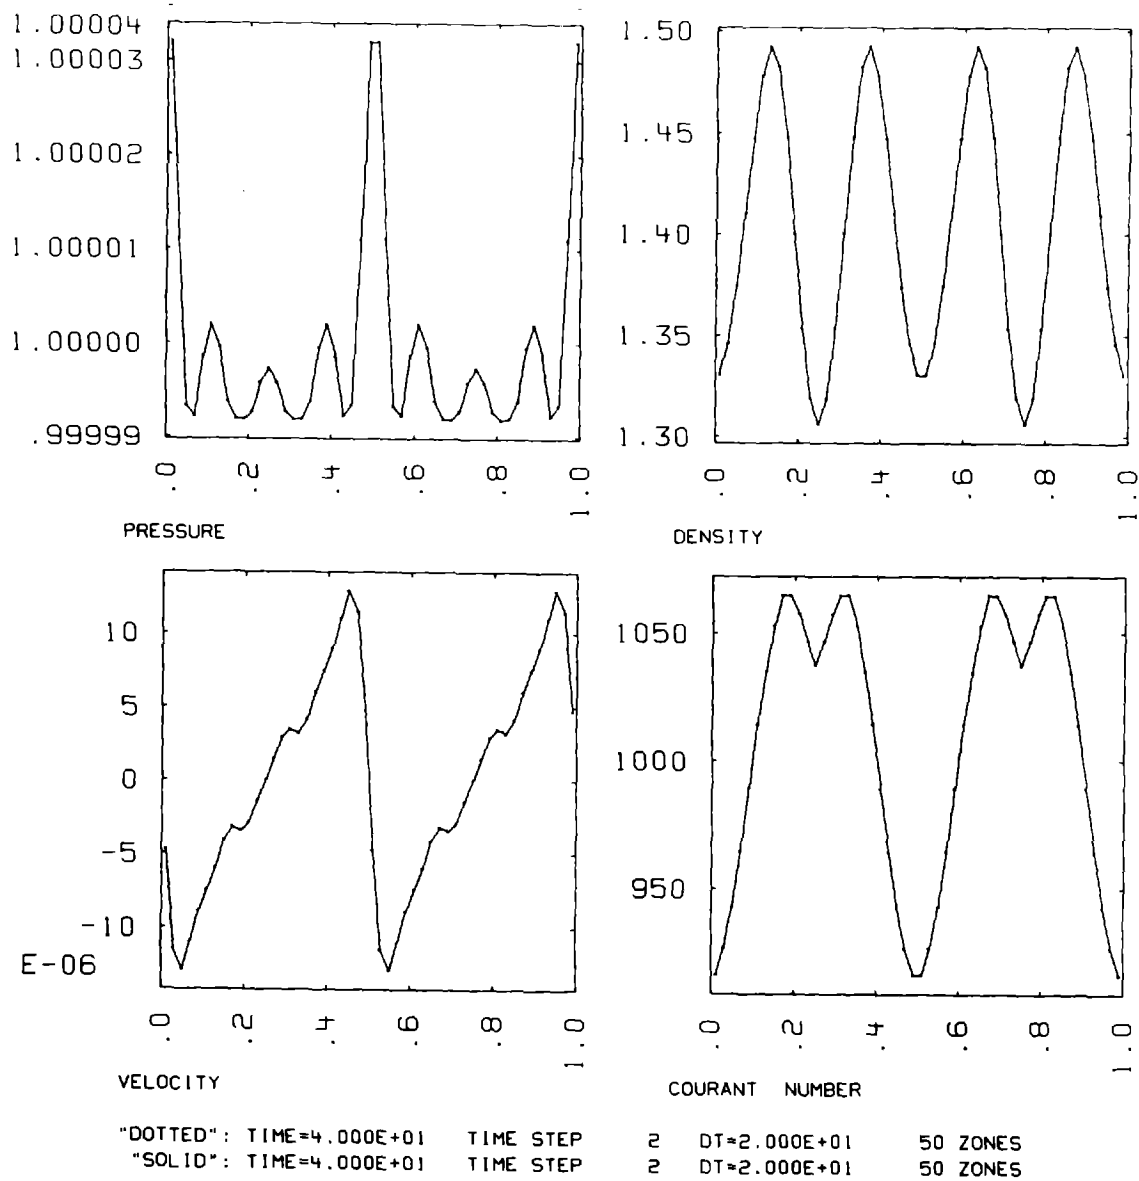 1.00004
1.00003
1.00002
1.00001
1.00000
.99999
.0 .2 .4 .6 .8 1.0
PRESSURE
1.50
1.45
1.40
1.35
1.30
.0 .2 .4 .6 .8 1.0
DENSITY
10
5
0
-5
-10
E-06
.0 .2 .4 .6 .8 1.0
VELOCITY
1050
1000
950
.0 .2 .4 .6 .8 1.0
COURANT NUMBER
"DOTTED": TIME=4.000E+01 TIME STEP 2 DT=2.000E+01 50 ZONES
"SOLID": TIME=4.000E+01 TIME STEP 2 DT=2.000E+01 50 ZONES